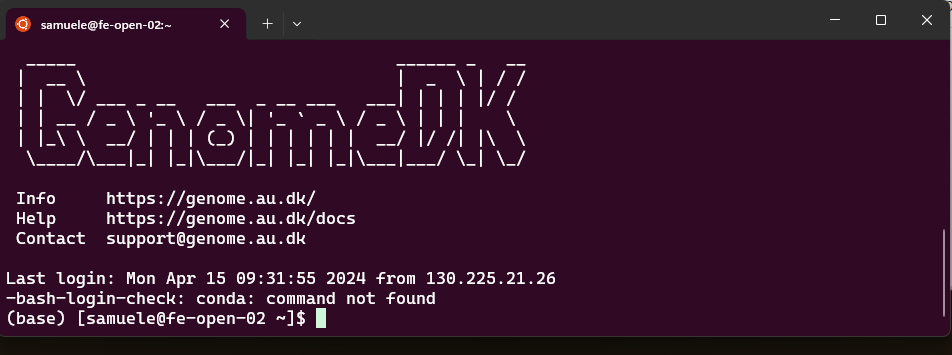 samuele@fe-open-02:~
GenomeDK
Info https://genome.au.dk/
Help https://genome.au.dk/docs
Contact support@genome.au.dk
Last login: Mon Apr 15 09:31:55 2024 from 130.225.21.26
-bash-login-check: conda: command not found
(base) [samuele@fe-open-02 ~]$